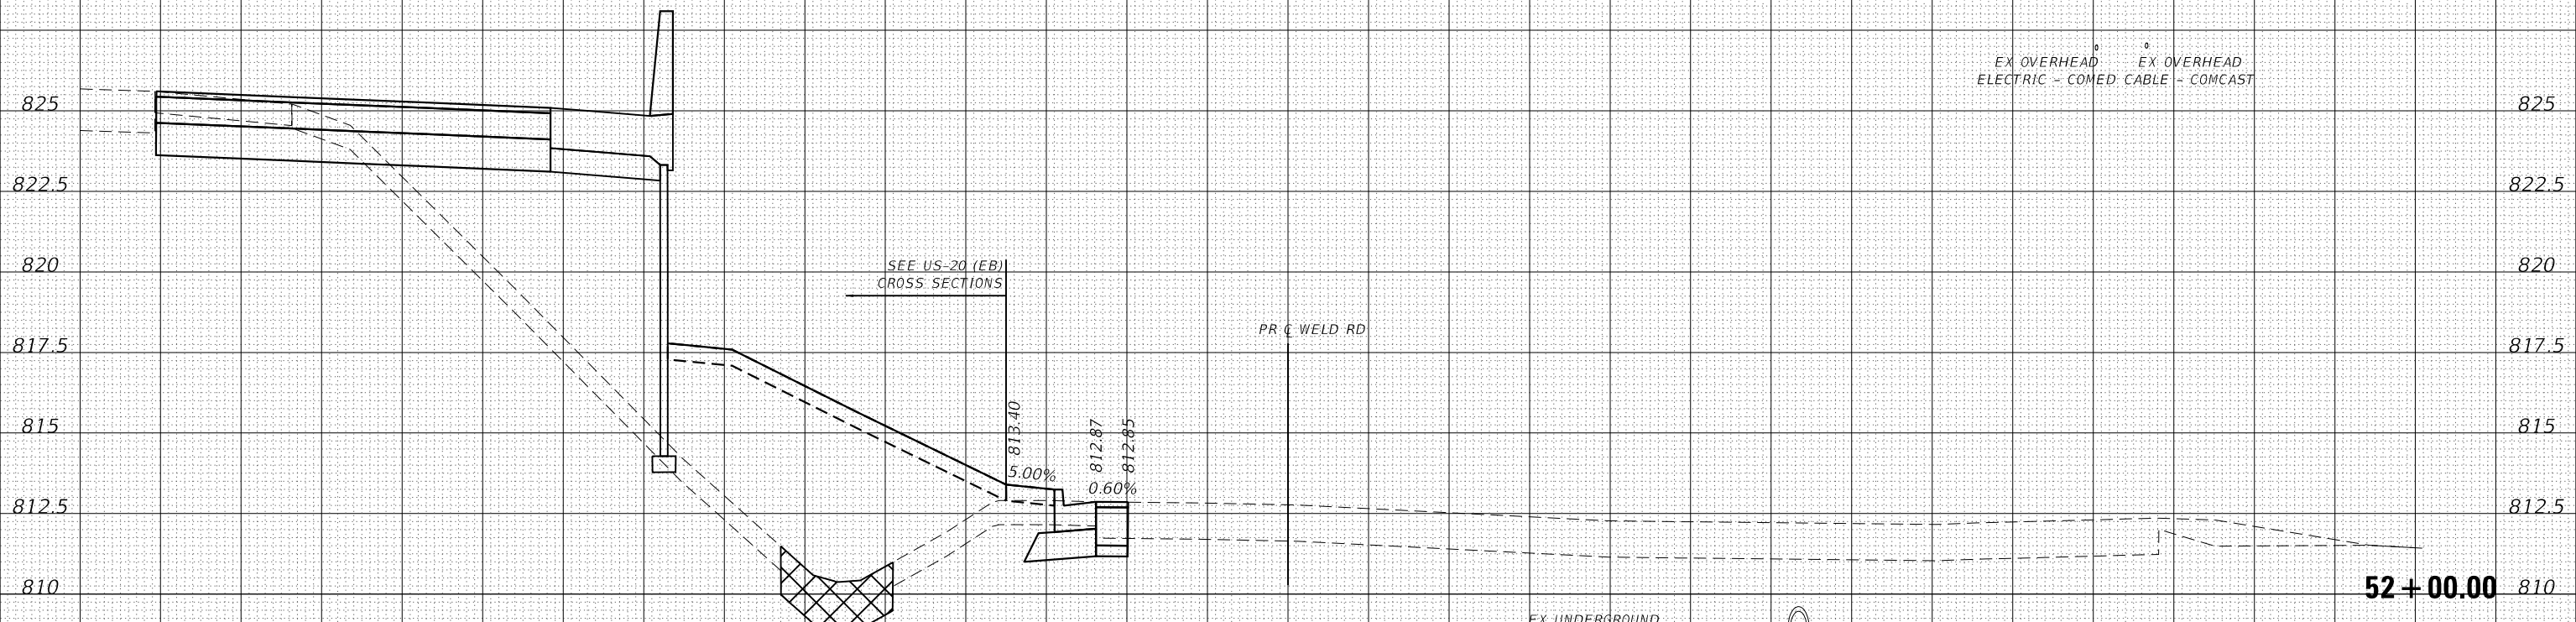 EX OVERHEAD EX OVERHEAD
ELECTRIC - COMED CABLE - COMCAST
825 825
822.5 822.5
820 820
SEE US-20 (EB)
CROSS SECTIONS
PR ℄ WELD RD
817.5 817.5
813.40
812.87
812.85
815 815
5.00%
0.60%
812.5 812.5
810 810
52+00.00
EX UNDERGROUND